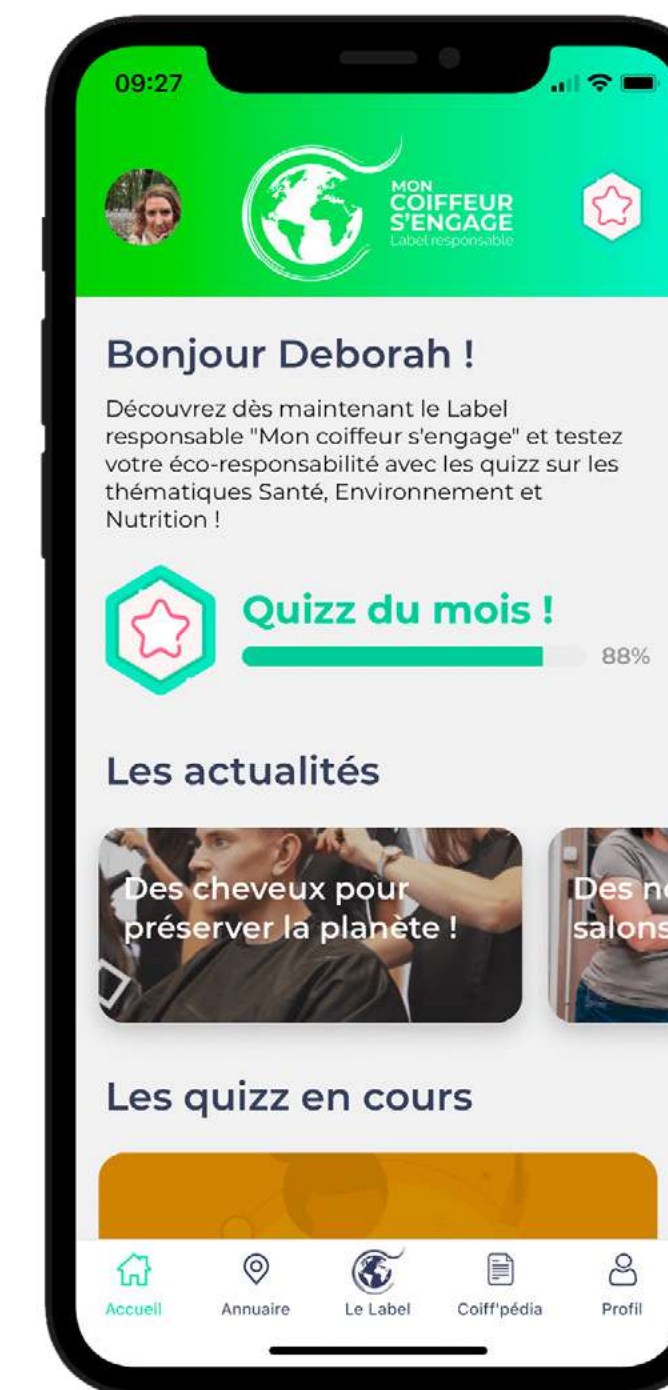 09:27
MON
COIFFEUR
S'ENGAGE
Label responsable
Bonjour Deborah !
Découvrez dès maintenant le Label
responsable "Mon coiffeur s'engage" et testez
votre éco-responsabilité avec les quizz sur les
thématiques Santé, Environnement et
Nutrition !
Quizz du mois !
88%
Les actualités
Des cheveux pour
préserver la planète !
Des
salons
Les quizz en cours
Accueil
Annuaire
Le Label
Coiff'pédia
Profil